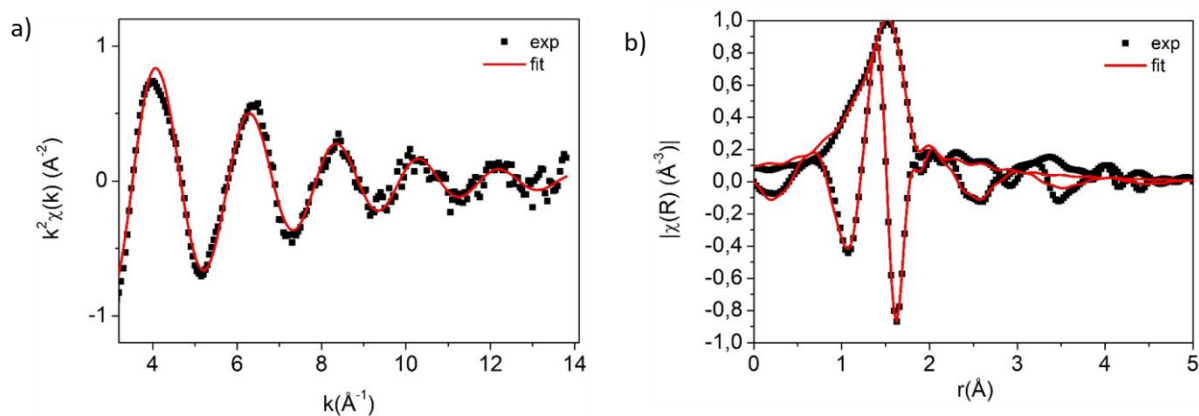 a)
1
0
-1
k²χ(k) (A⁻²)
exp
fit
4
6
8
10
12
14
k(Å⁻¹)
b)
1,0
0,8
0,6
0,4
0,2
0,0
-0,2
-0,4
-0,6
-0,8
-1,0
|χ(R) (Å⁻³)|
exp
fit
0
1
2
3
4
5
r(Å)